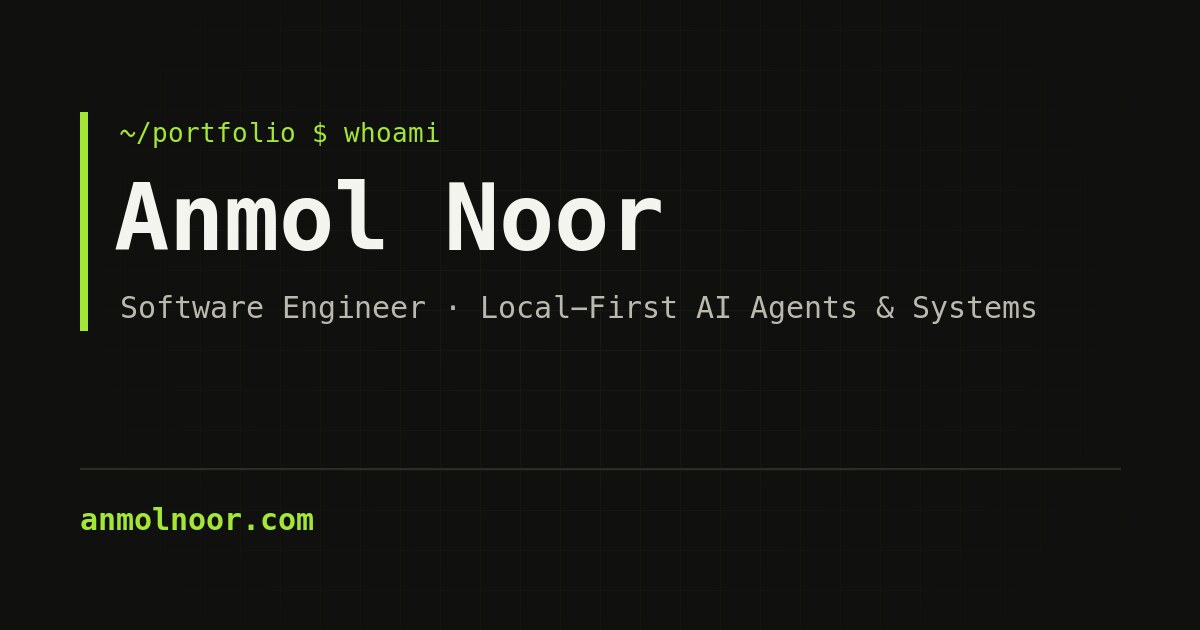 ~/portfolio $ whoami
Anmol Noor
Software Engineer · Local–First AI Agents & Systems
anmolnoor.com